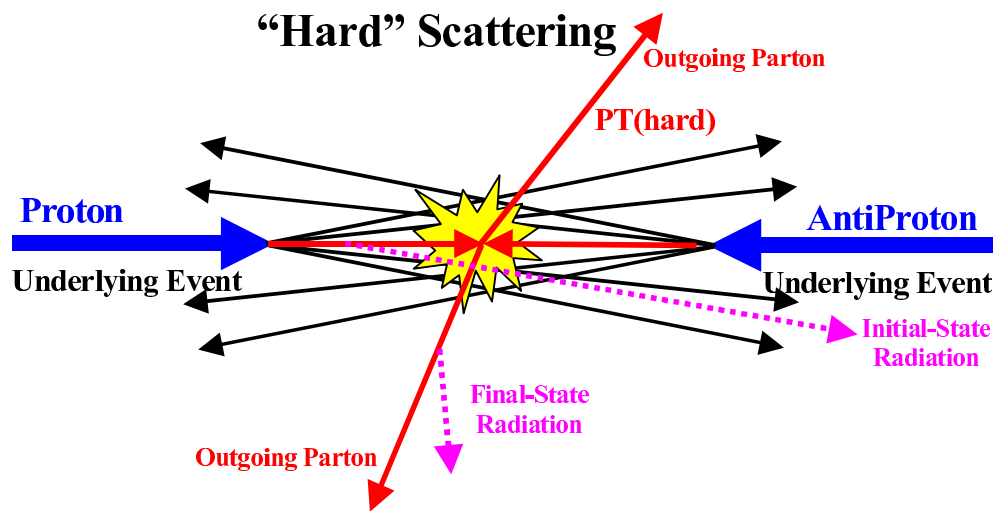 “Hard” Scattering
Outgoing Parton
PT(hard)
Proton
AntiProton
Underlying Event
Underlying Event
Initial-State
Radiation
Final-State
Radiation
Outgoing Parton